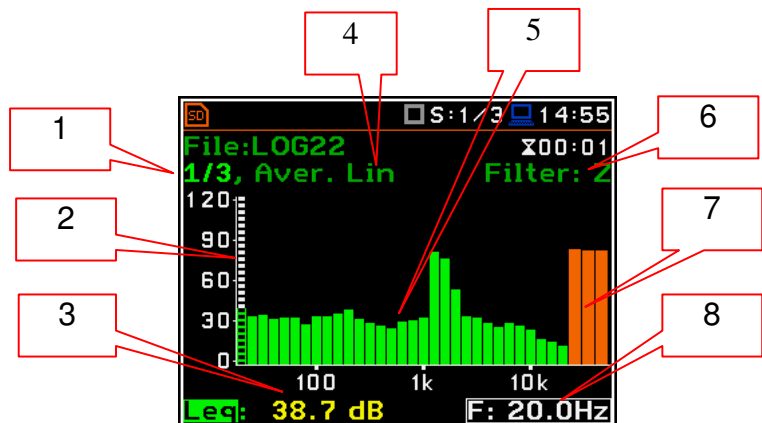 4 5
SD S:1/3 14:55
1 6
File:LOG22 00:01
1/3, Aver. Lin Filter: Z
120
2 7
90
60
3 8
30
0
100 1k 10k
Leq: 38.7 dB F: 20.0Hz